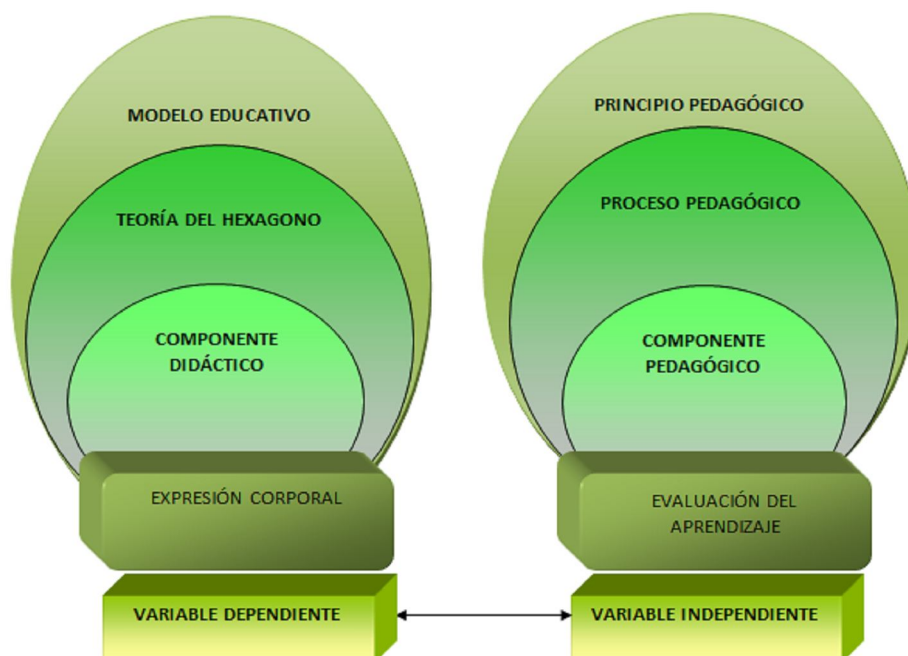 MODELO EDUCATIVO
TEORÍA DEL HEXAGONO
COMPONENTE
DIDÁCTICO
EXPRESIÓN CORPORAL
VARIABLE DEPENDIENTE
PRINCIPIO PEDAGÓGICO
PROCESO PEDAGÓGICO
COMPONENTE
PEDAGÓGICO
EVALUACIÓN DEL
APRENDIZAJE
VARIABLE INDEPENDIENTE